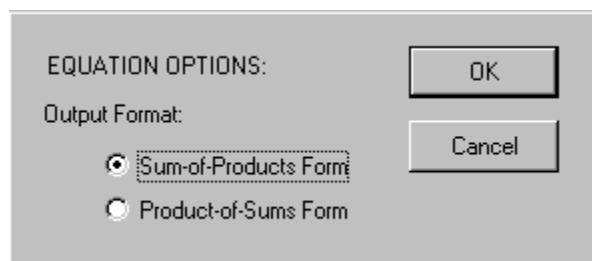 EQUATION OPTIONS:
OK
Output Format:
Cancel
Sum-of-Products Form
Product-of-Sums Form